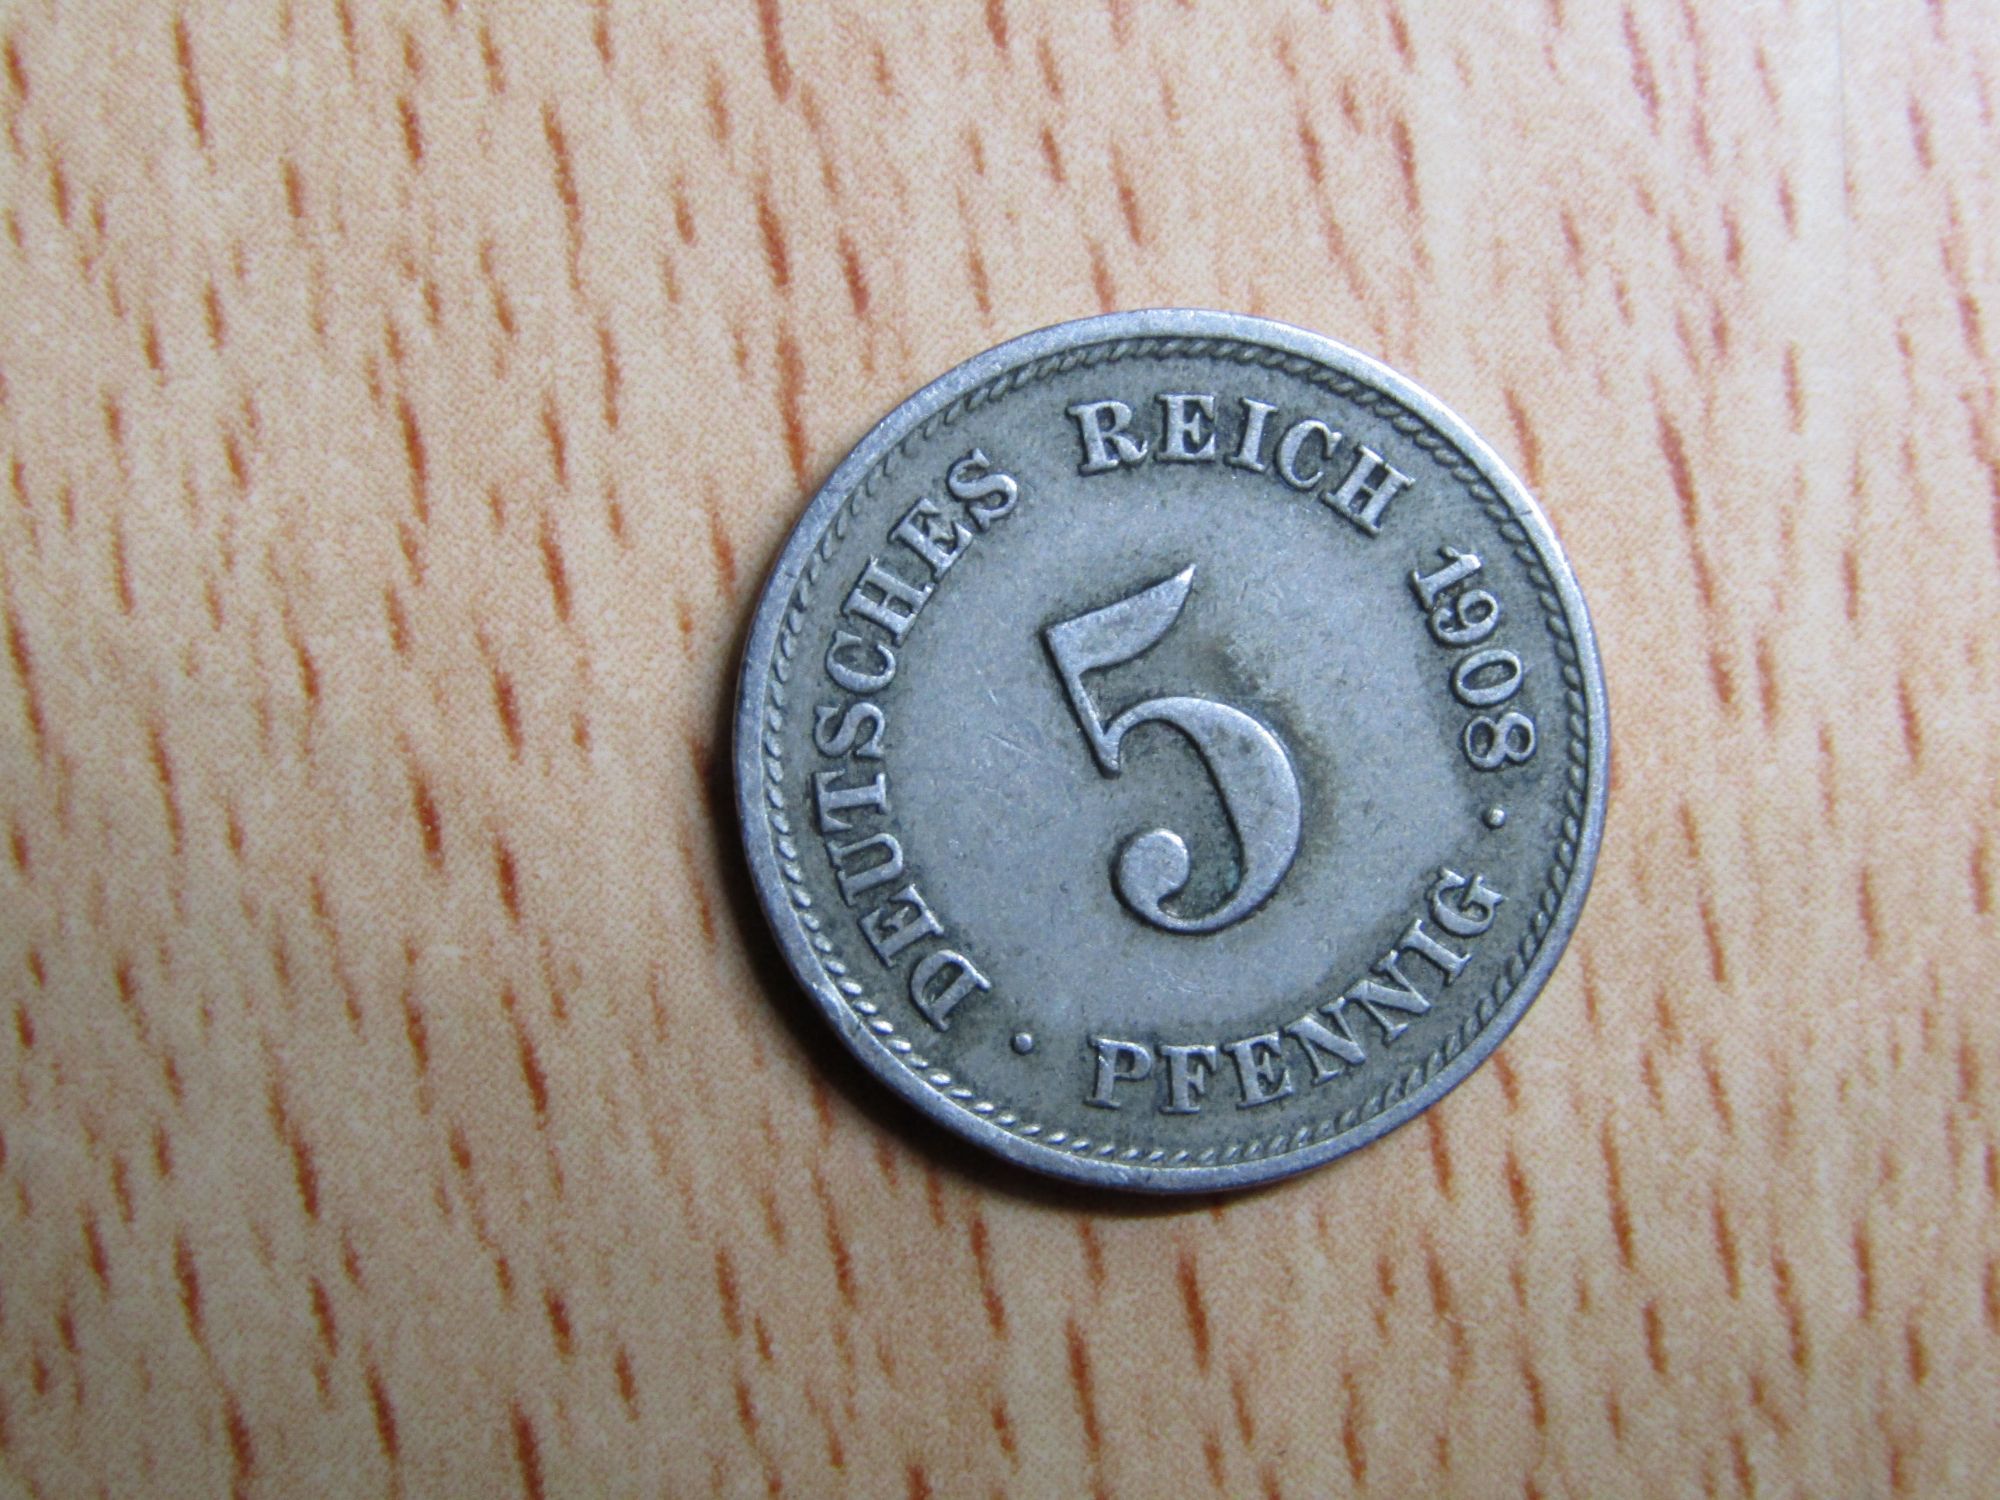 DEUTSCHES REICH 1908
5
· PFENNIG ·